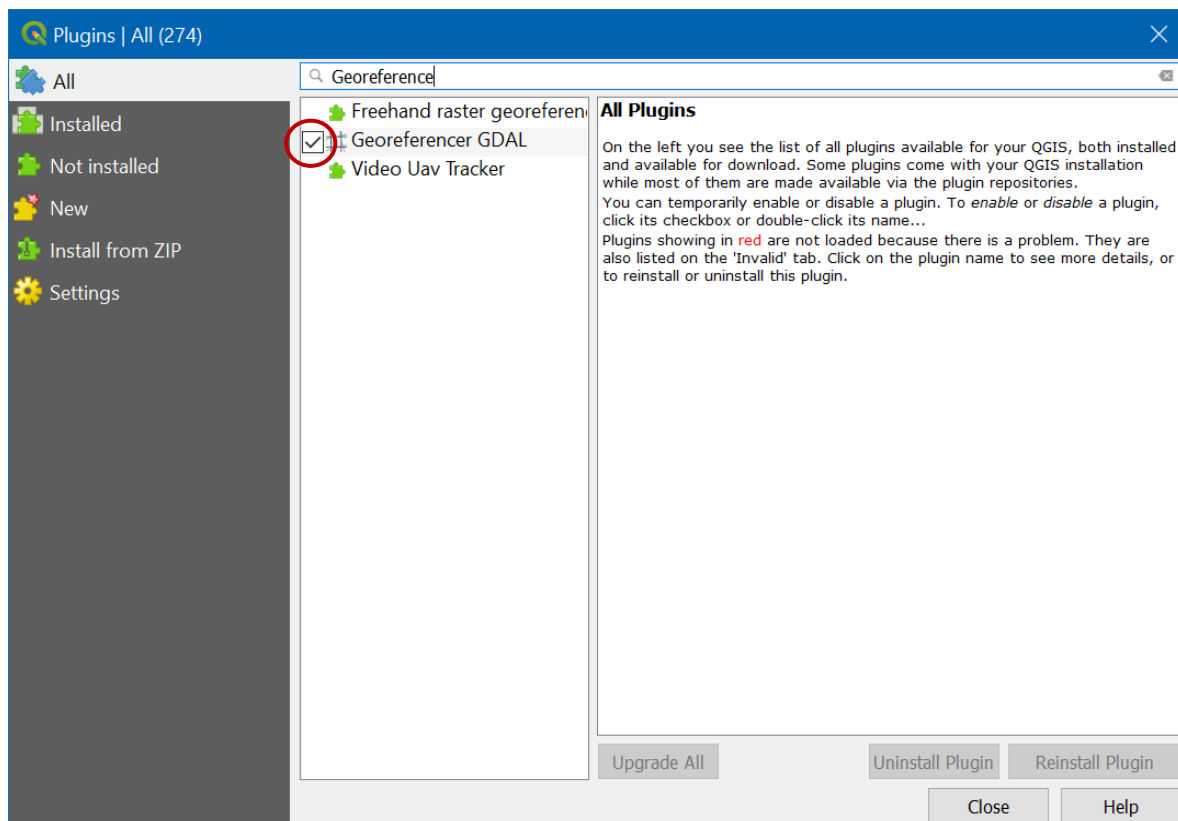 Plugins | All (274)
All
Installed
Not installed
New
Install from ZIP
Settings
Georeference
Freehand raster georeferen
Georeferencer GDAL
Video Uav Tracker
All Plugins
On the left you see the list of all plugins available for your QGIS, both installed
and available for download. Some plugins come with your QGIS installation
while most of them are made available via the plugin repositories.
You can temporarily enable or disable a plugin. To enable or disable a plugin,
click its checkbox or double-click its name...
Plugins showing in red are not loaded because there is a problem. They are
also listed on the 'Invalid' tab. Click on the plugin name to see more details, or
to reinstall or uninstall this plugin.
Upgrade All
Uninstall Plugin
Reinstall Plugin
Close
Help